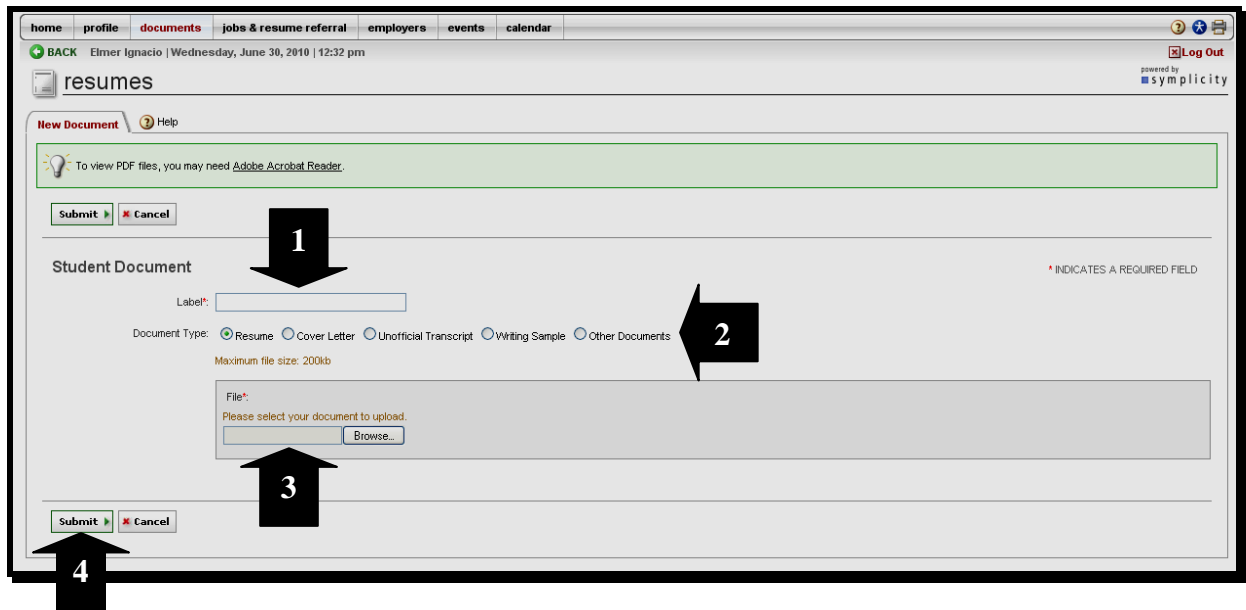 home profile documents jobs & resume referral employers events calendar
BACK Elmer Ignacio | Wednesday, June 30, 2010 | 12:32 pm Log Out
resumes
powered by
symplicity
New Document Help
To view PDF files, you may need Adobe Acrobat Reader.
Submit Cancel
1
Student Document
* INDICATES A REQUIRED FIELD
Label*:
Document Type: Resume Cover Letter Unofficial Transcript Writing Sample Other Documents
2
Maximum file size: 200kb
File*:
Please select your document to upload.
Browse...
3
Submit Cancel
4